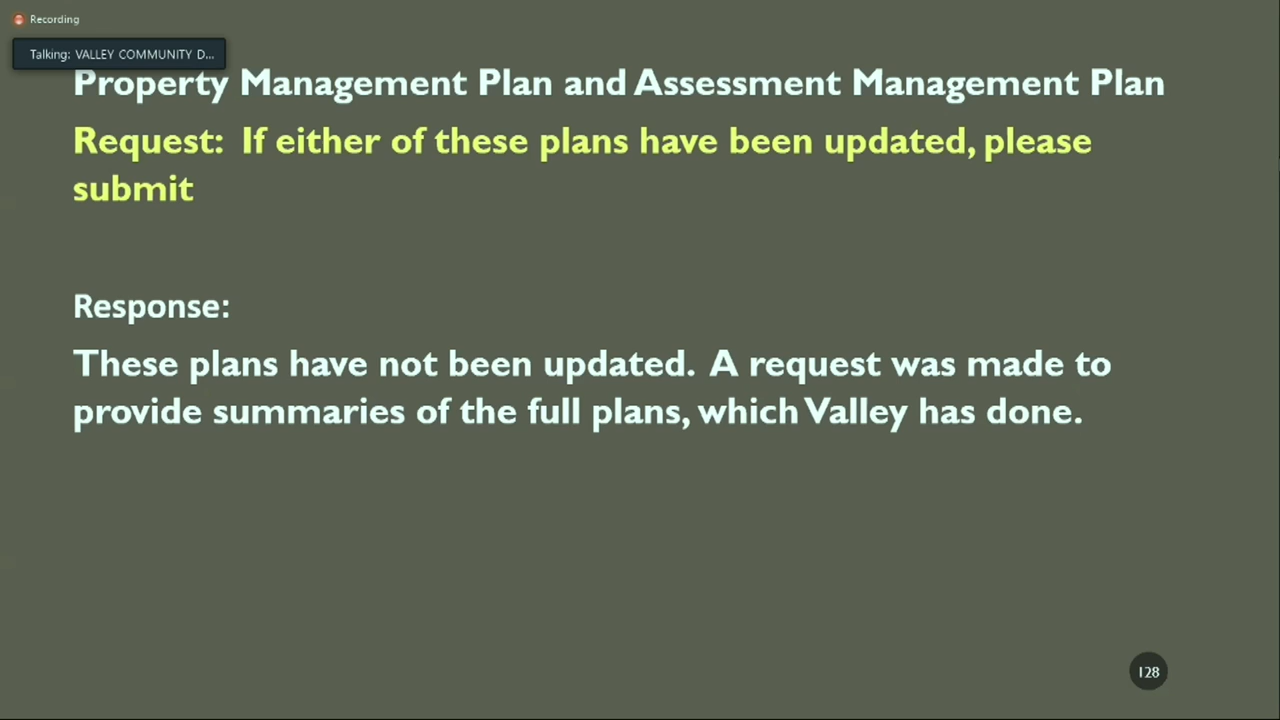 Recording
Talking: VALLEY COMMUNITY D...
Property Management Plan and Assessment Management Plan
Request: If either of these plans have been updated, please
submit
Response:
These plans have not been updated. A request was made to
provide summaries of the full plans, which Valley has done.
128